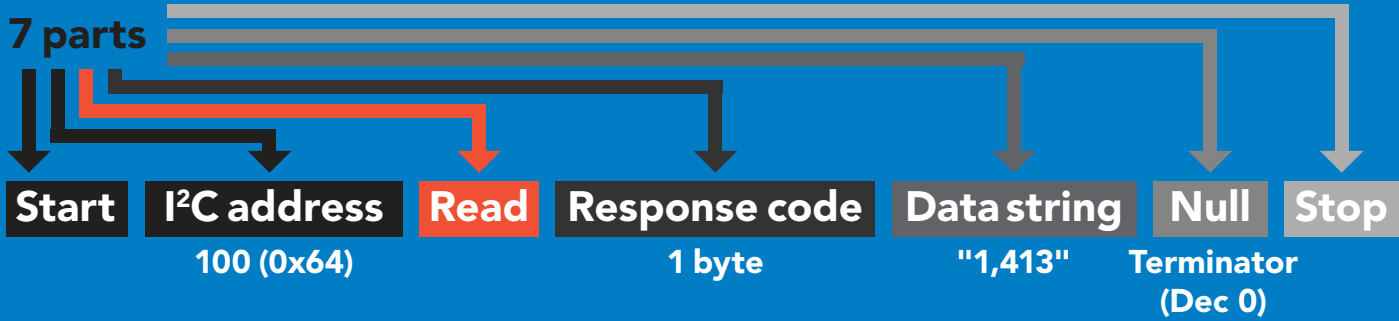 7 parts
Start I²C address Read Response code Data string Null Stop
100 (0x64) 1 byte "1,413" Terminator
(Dec 0)